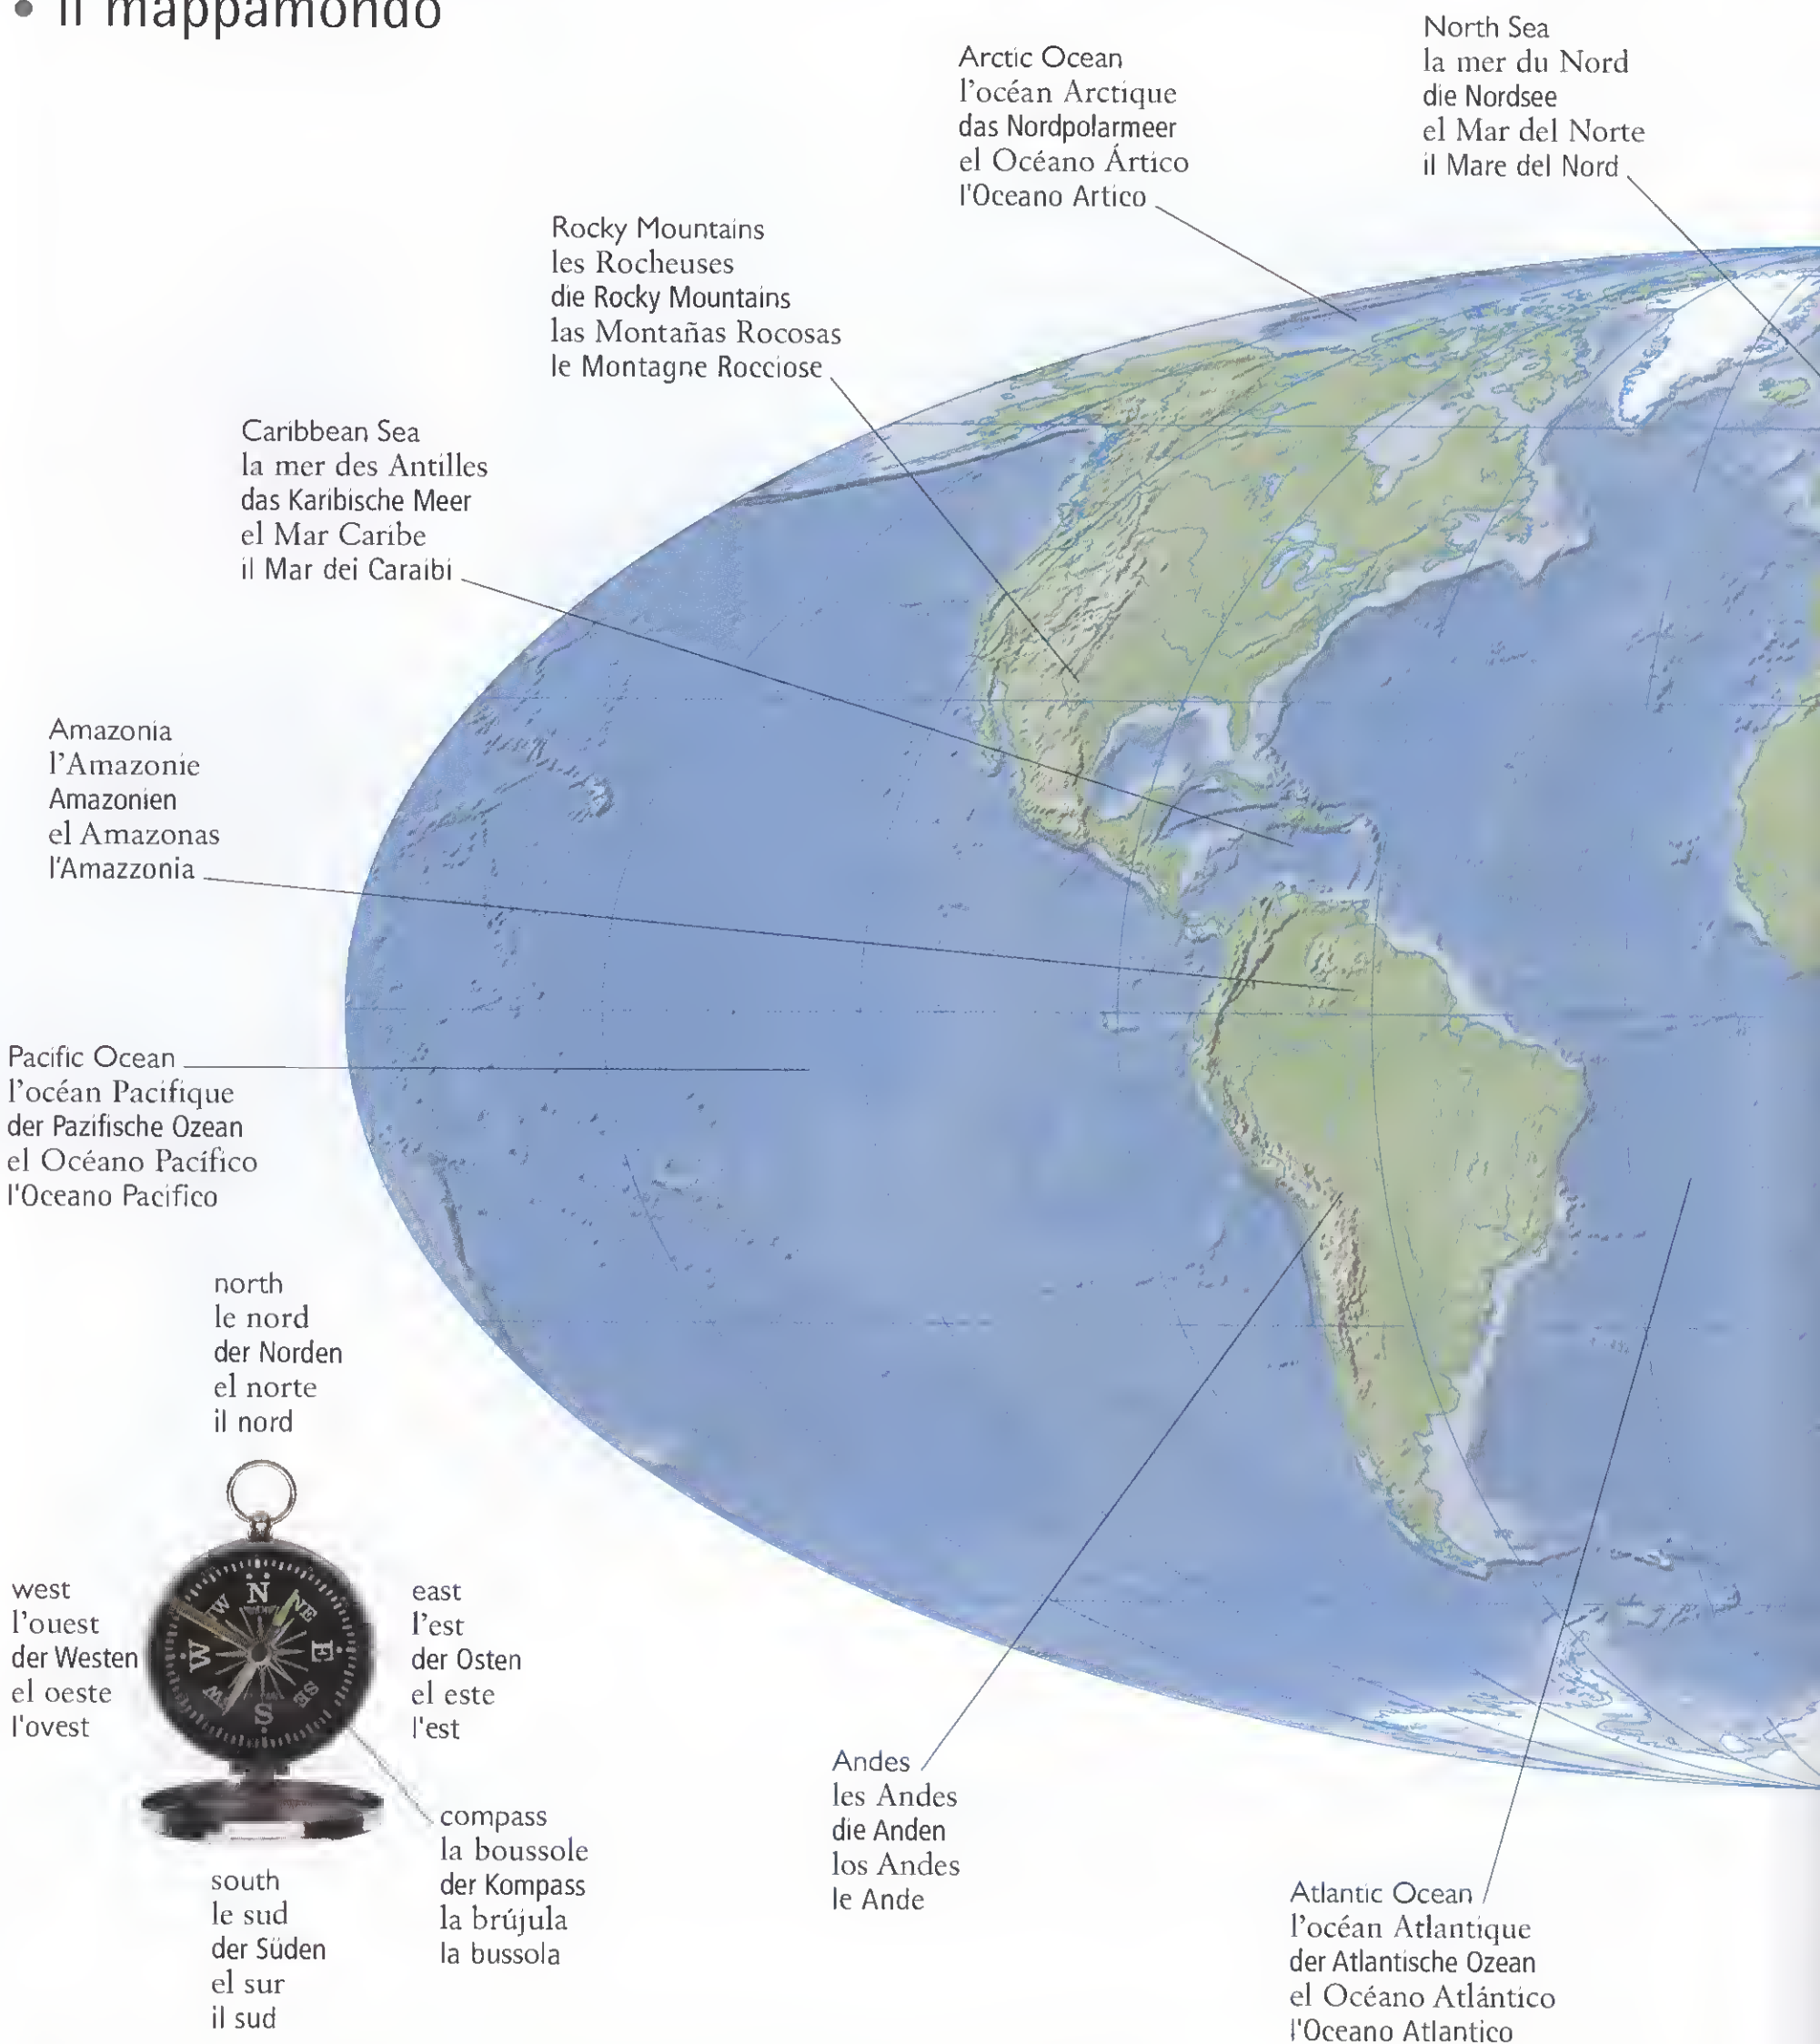 • il mappamondo
Arctic Ocean
l'océan Arctique
das Nordpolarmeer
el Océano Ártico
l'Oceano Artico
North Sea
la mer du Nord
die Nordsee
el Mar del Norte
il Mare del Nord
Rocky Mountains
les Rocheuses
die Rocky Mountains
las Montañas Rocosas
le Montagne Rocciose
Caribbean Sea
la mer des Antilles
das Karibische Meer
el Mar Caribe
il Mar dei Caraibi
Amazonia
l'Amazonie
Amazonien
el Amazonas
l'Amazzonia
Pacific Ocean
l'océan Pacifique
der Pazifische Ozean
el Océano Pacífico
l'Oceano Pacifico
north
le nord
der Norden
el norte
il nord
west
l'ouest
der Westen
el oeste
l'ovest
N
NE
E
SE
S
W
east
l'est
der Osten
el este
l'est
compass
la boussole
der Kompass
la brújula
la bussola
south
le sud
der Süden
el sur
il sud
Andes
les Andes
die Anden
los Andes
le Ande
Atlantic Ocean
l'océan Atlantique
der Atlantische Ozean
el Océano Atlántico
l'Oceano Atlantico